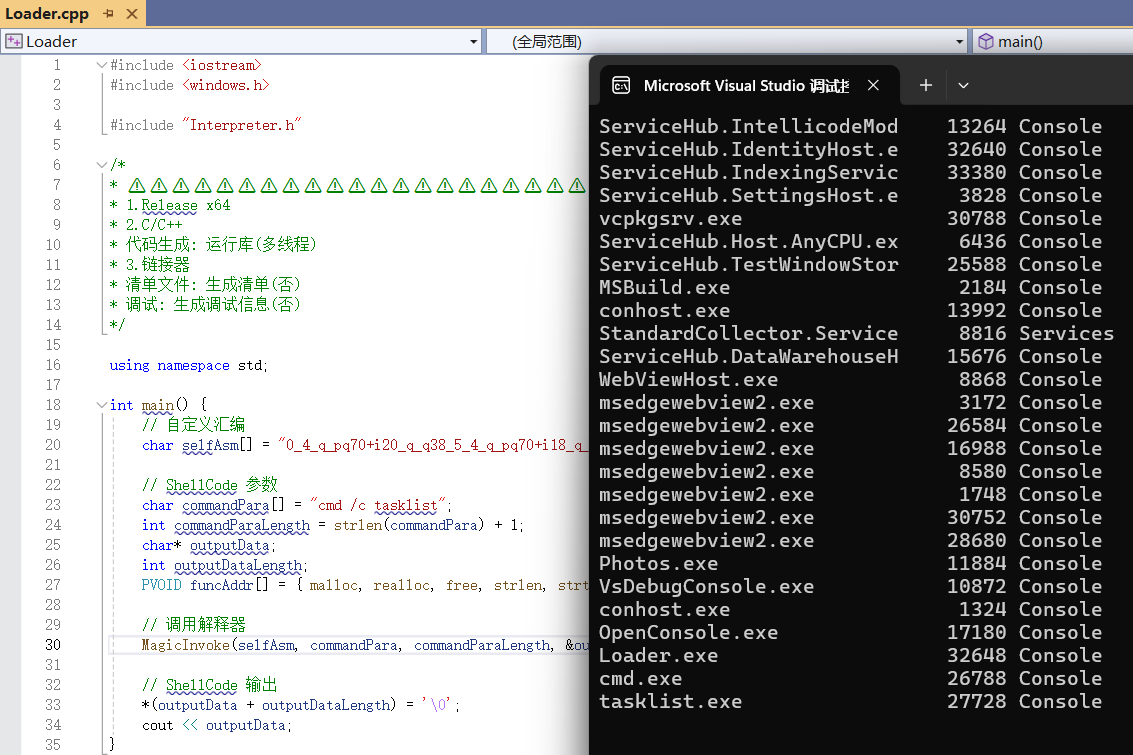 Loader.cpp
Loader
(全局范围)
main()
1 #include <iostream>
2 #include <windows.h>
3
4 #include "Interpreter.h"
5
6 /*
7 * ⚠⚠⚠⚠⚠⚠⚠⚠⚠⚠⚠⚠⚠⚠⚠⚠⚠⚠⚠⚠⚠
8 * 1.Release x64
9 * 2.C/C++
10 * 代码生成: 运行库(多线程)
11 * 3.链接器
12 * 清单文件: 生成清单(否)
13 * 调试: 生成调试信息(否)
14 */
15
16 using namespace std;
17
18 int main() {
19 // 自定义汇编
20 char selfAsm[] = "0_4_q_pq70+i20_q_q38_5_4_q_pq70+i18_q_
21
22 // ShellCode 参数
23 char commandPara[] = "cmd /c tasklist";
24 int commandParaLength = strlen(commandPara) + 1;
25 char* outputData;
26 int outputDataLength;
27 PVOID funcAddr[] = { malloc, realloc, free, strlen, strt
28
29 // 调用解释器
30 MagicInvoke(selfAsm, commandPara, commandParaLength, &ou
31
32 // ShellCode 输出
33 *(outputData + outputDataLength) = '\0';
34 cout << outputData;
35 }
Microsoft Visual Studio 调试
ServiceHub.IntellicodeMod 13264 Console
ServiceHub.IdentityHost.e 32640 Console
ServiceHub.IndexingServic 33380 Console
ServiceHub.SettingsHost.e 3828 Console
vcpkgsrv.exe 30788 Console
ServiceHub.Host.AnyCPU.ex 6436 Console
ServiceHub.TestWindowStor 25588 Console
MSBuild.exe 2184 Console
conhost.exe 13992 Console
StandardCollector.Service 8816 Services
ServiceHub.DataWarehouseH 15676 Console
WebViewHost.exe 8868 Console
msedgewebview2.exe 3172 Console
msedgewebview2.exe 26584 Console
msedgewebview2.exe 16988 Console
msedgewebview2.exe 8580 Console
msedgewebview2.exe 1748 Console
msedgewebview2.exe 30752 Console
msedgewebview2.exe 28680 Console
Photos.exe 11884 Console
VsDebugConsole.exe 10872 Console
conhost.exe 1324 Console
OpenConsole.exe 17180 Console
Loader.exe 32648 Console
cmd.exe 26788 Console
tasklist.exe 27728 Console